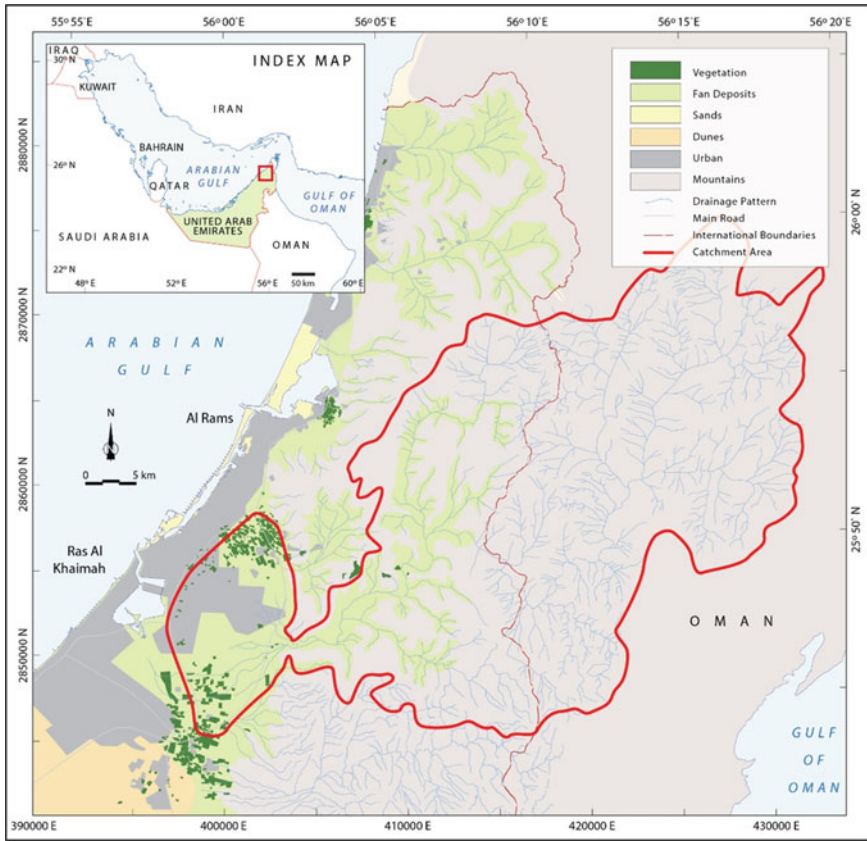 55°55'E
56°00' E
56°05' E
56°10' E
56°15' E
56°20' E
INDEX MAP
IRAQ
30°N
KUWAIT
IRAN
BAHRAIN
26°N
QATAR
ARABIAN
GULF
GULF OF
OMAN
UNITED ARAB
EMIRATES
SAUDI ARABIA
OMAN
22°N
50 km
48°E
52°E
56°E
60°E
Vegetation
Fan Deposits
Sands
Dunes
Urban
Mountains
Drainage Pattern
Main Road
International Boundaries
Catchment Area
2880000 N
2870000 N
2860000 N
2850000 N
26°00' N
25°50' N
ARABIAN
GULF
N
Al Rams
0 5 km
Ras Al
Khaimah
OMAN
GULF
OF
OMAN
390000 E
400000 E
410000 E
420000 E
430000 E